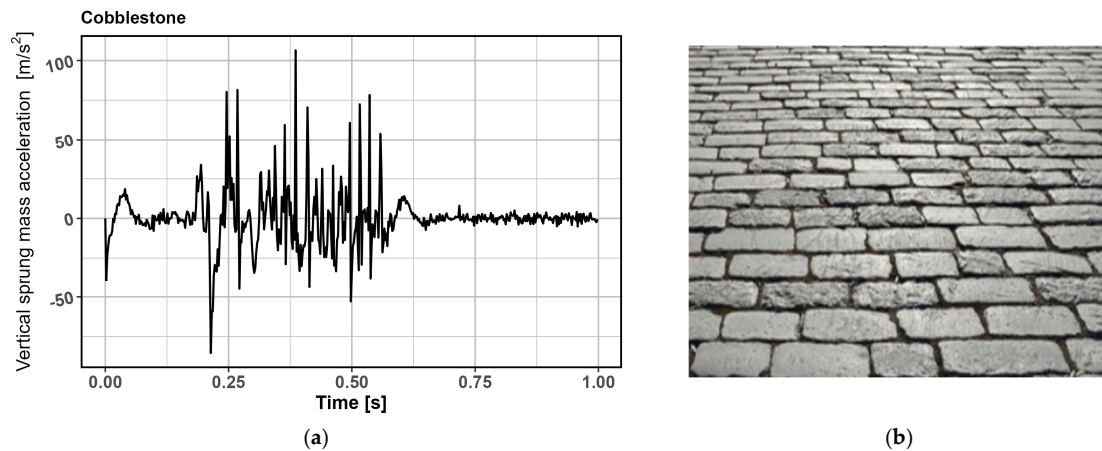 Cobblestone
Vertical sprung mass acceleration [m/s²]
100
50
0
-50
0.00 0.25 0.50 0.75 1.00
Time [s]
(a) (b)